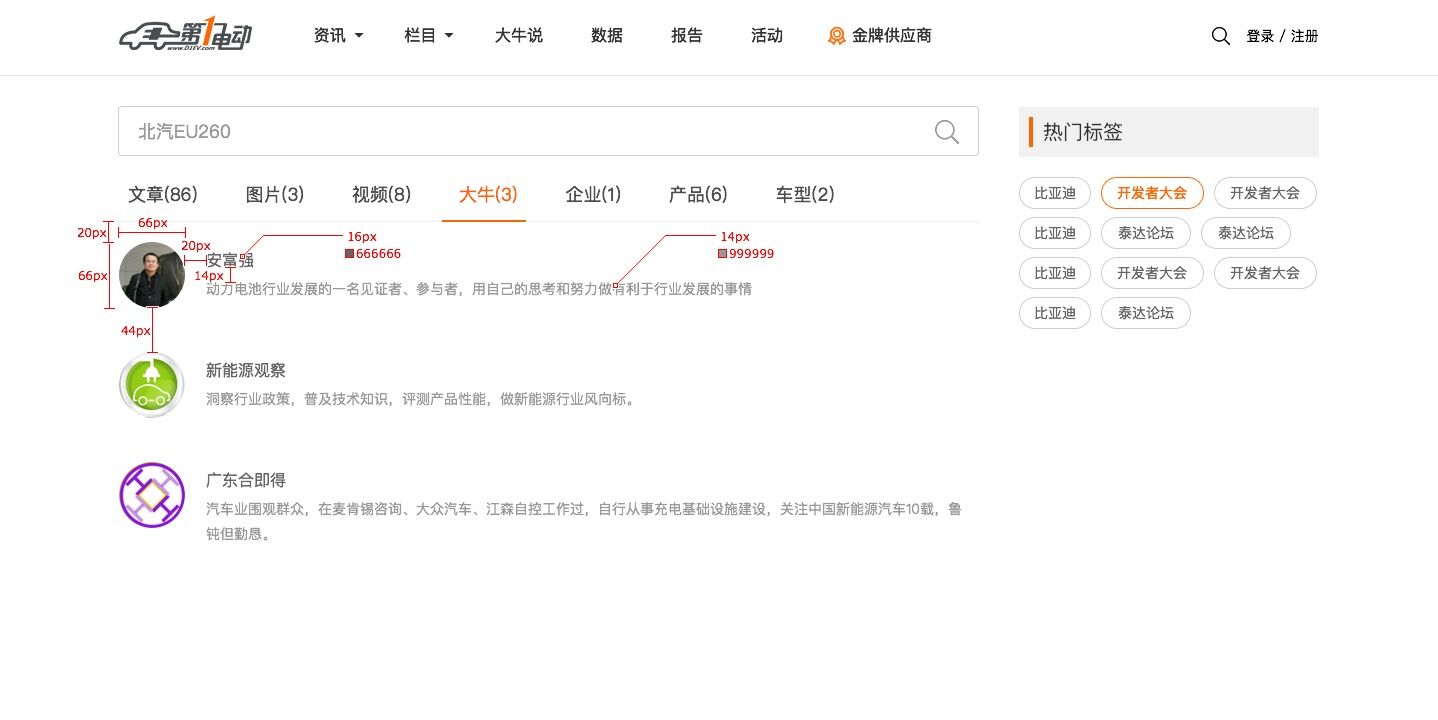 第1电动
www.D1EV.com
资讯 栏目 大牛说 数据 报告 活动 金牌供应商
登录 / 注册
北汽EU260
文章(86) 图片(3) 视频(8) 大牛(3) 企业(1) 产品(6) 车型(2)
66px
20px
20px
66px
14px
44px
16px
666666
14px
999999
安富强
动力电池行业发展的一名见证者、参与者，用自己的思考和努力做有利于行业发展的事情
新能源观察
洞察行业政策，普及技术知识，评测产品性能，做新能源行业风向标。
广东合即得
汽车业围观群众，在麦肯锡咨询、大众汽车、江森自控工作过，自行从事充电基础设施建设，关注中国新能源汽车10载，鲁
钝但勤恳。
热门标签
比亚迪 开发者大会 开发者大会
比亚迪 泰达论坛 泰达论坛
比亚迪 开发者大会 开发者大会
比亚迪 泰达论坛